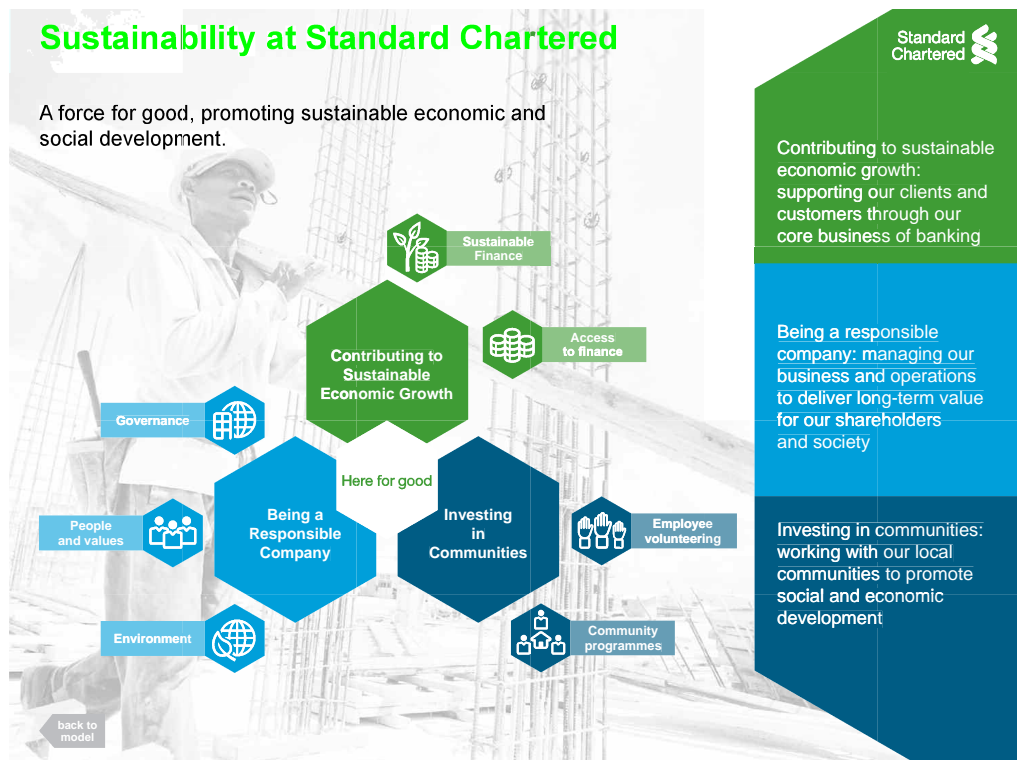 Sustainability at Standard Chartered
A force for good, promoting sustainable economic and
social development.
Sustainable
Finance
Access
to finance
Contributing to
Sustainable
Economic Growth
Governance
Here for good
People
and values
Being a
Responsible
Company
Investing
in
Communities
Employee
volunteering
Environment
Community
programmes
back to
model
Standard
Chartered
Contributing to sustainable
economic growth:
supporting our clients and
customers through our
core business of banking
Being a responsible
company: managing our
business and operations
to deliver long-term value
for our shareholders
and society
Investing in communities:
working with our local
communities to promote
social and economic
development